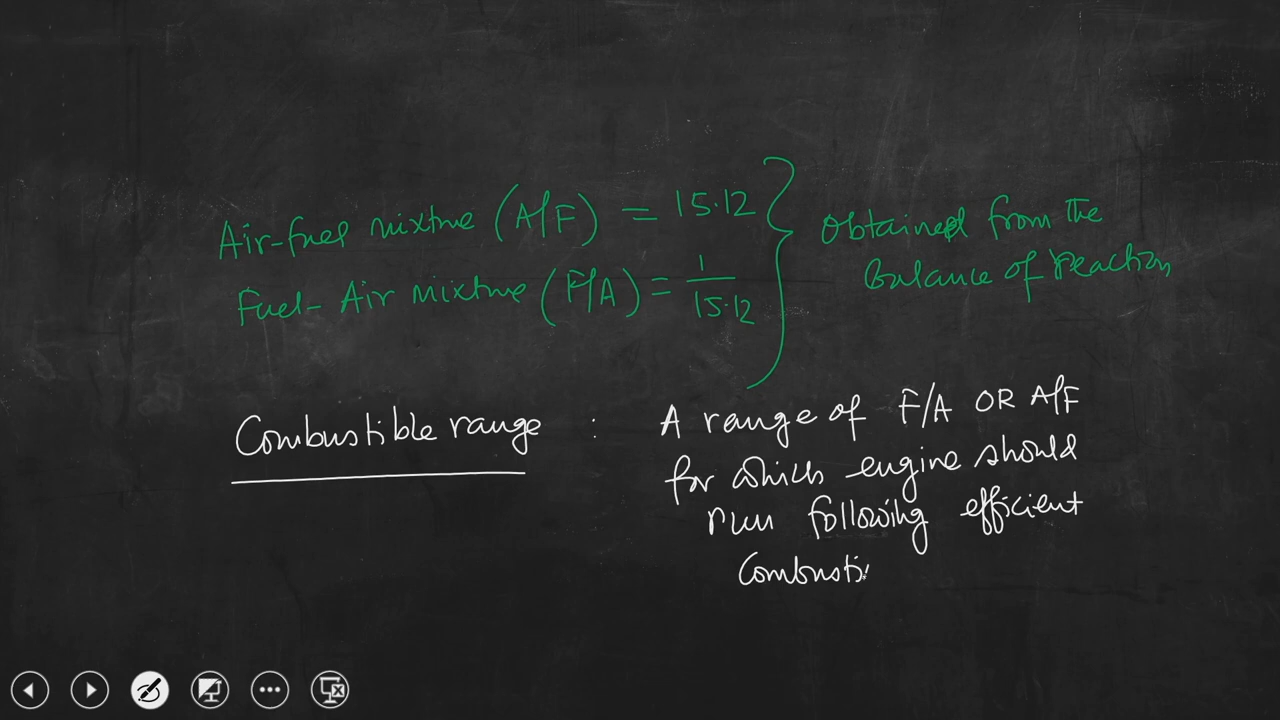 Air-fuel mixture (A/F) = 15.12
Fuel- Air mixture (F/A) = 1/15.12
Obtained from the
balance of reaction
Combustible range : A range of F/A OR A/F
for which engine should
run following efficient
Combusti